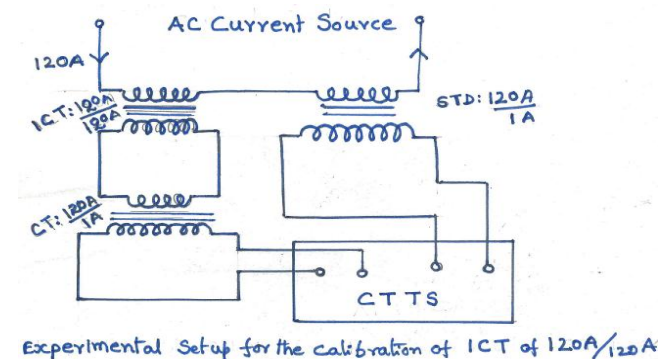 AC Current Source
120A
ICT: 120A/120A
STD: 120A/1A
CT: 120A/1A
CTTS
Experimental Setup for the calibration of ICT of 120A/120A